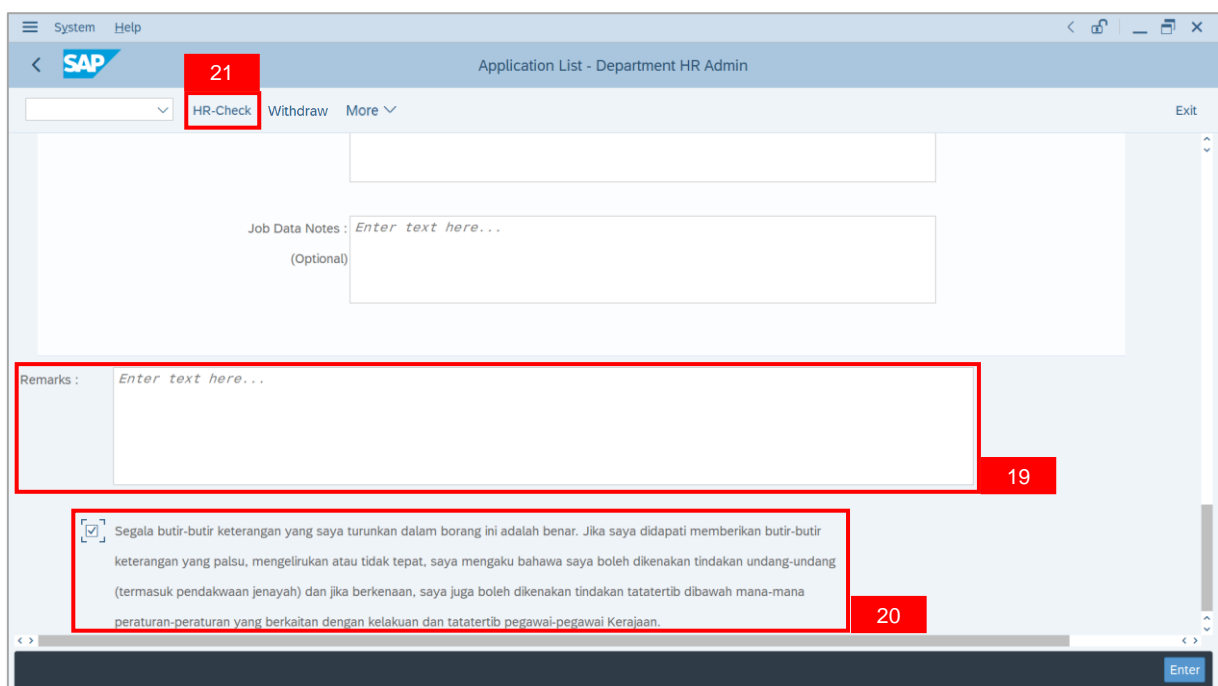 System Help
SAP
21
Application List - Department HR Admin
HR-Check Withdraw More
Exit
Job Data Notes : Enter text here...
(Optional)
Remarks : Enter text here...
19
Segala butir-butir keterangan yang saya turunkan dalam borang ini adalah benar. Jika saya didapati memberikan butir-butir
keterangan yang palsu, mengelirukan atau tidak tepat, saya mengaku bahawa saya boleh dikenakan tindakan undang-undang
(termasuk pendakwaan jenayah) dan jika berkenaan, saya juga boleh dikenakan tindakan tatatertib dibawah mana-mana
peraturan-peraturan yang berkaitan dengan kelakuan dan tatatertib pegawai-pegawai Kerajaan.
20
Enter